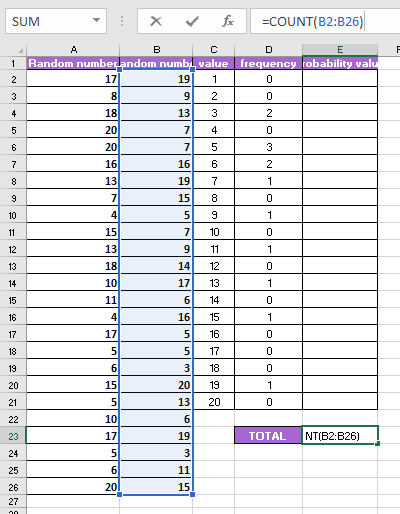 SUM fx =COUNT(B2:B26)
A B C D E
1 Random number andom numb value frequency robability valu
2 17 19 1 0
3 8 9 2 0
4 18 13 3 2
5 20 7 4 0
6 20 7 5 3
7 16 16 6 2
8 13 19 7 1
9 7 15 8 0
10 4 5 9 1
11 15 7 10 0
12 13 9 11 1
13 18 14 12 0
14 10 17 13 1
15 11 6 14 0
16 4 16 15 1
17 17 5 16 0
18 5 5 17 0
19 6 3 18 0
20 15 20 19 1
21 5 13 20 0
22 10 6
23 17 19 TOTAL NT(B2:B26)
24 5 3
25 6 11
26 20 15
27